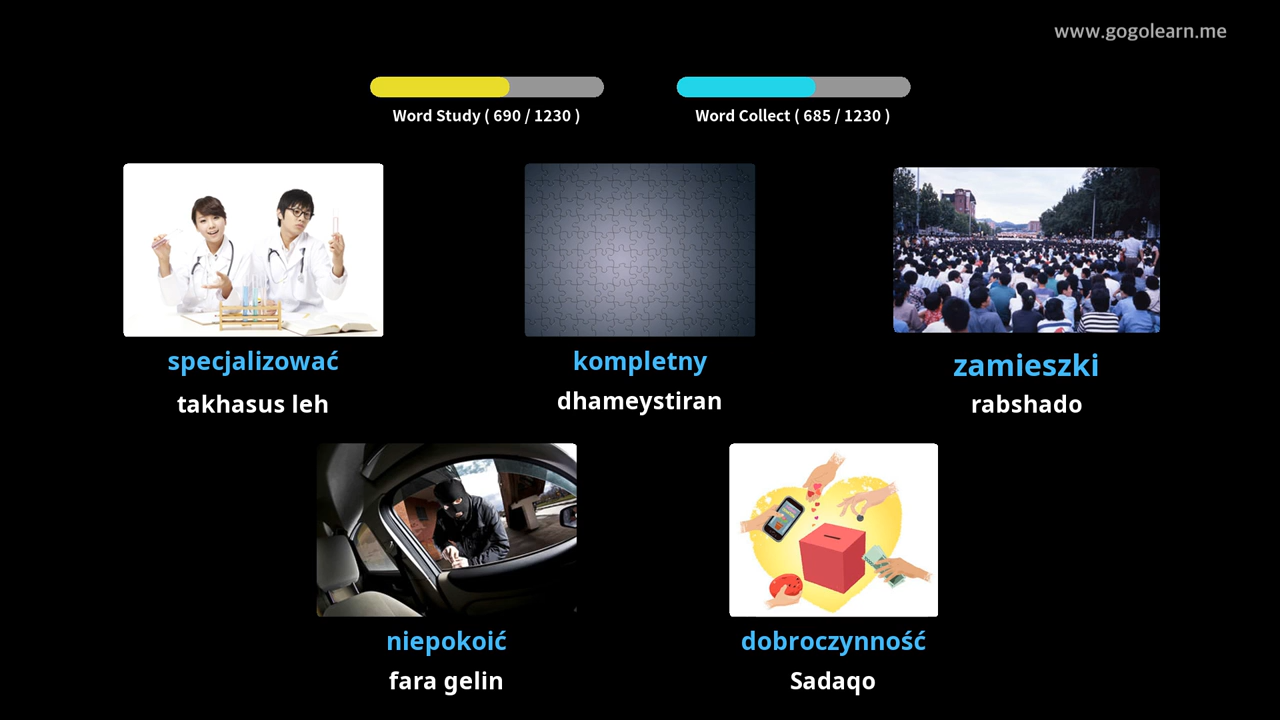 www.gogolearn.me
Word Study ( 690 / 1230 )
Word Collect ( 685 / 1230 )
specjalizować
takhasus leh
kompletny
dhameystiran
zamieszki
rabshado
niepokoić
fara gelin
dobroczynność
Sadaqo